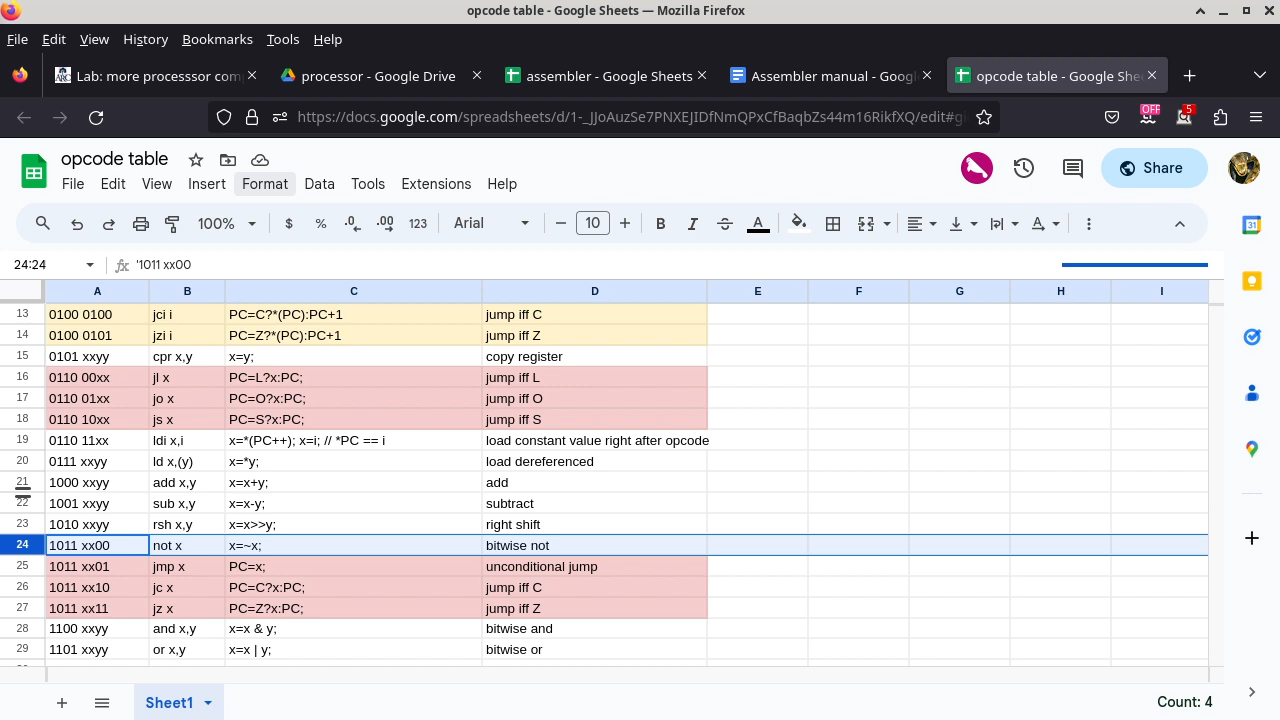 opcode table - Google Sheets — Mozilla Firefox
File Edit View History Bookmarks Tools Help
Lab: more processsor com
processor - Google Drive
assembler - Google Sheets
Assembler manual - Googl
opcode table - Google She
https://docs.google.com/spreadsheets/d/1-_JJoAuzSe7PNXEJIDfNmQPxCfBaqbZs44m16RikfXQ/edit#g
OFF
5
opcode table
File Edit View Insert Format Data Tools Extensions Help
Share
100% $ % .0 .00 123 Arial 10 B I A
24:24 fx '1011 xx00
A B C D E F G H I
13 0100 0100 jci i PC=C?*(PC):PC+1 jump iff C
14 0100 0101 jzi i PC=Z?*(PC):PC+1 jump iff Z
15 0101 xxyy cpr x,y x=y; copy register
16 0110 00xx jl x PC=L?x:PC; jump iff L
17 0110 01xx jo x PC=O?x:PC; jump iff O
18 0110 10xx js x PC=S?x:PC; jump iff S
19 0110 11xx ldi x,i x=*(PC++); x=i; // *PC == i load constant value right after opcode
20 0111 xxyy ld x,(y) x=*y; load dereferenced
21 1000 xxyy add x,y x=x+y; add
22 1001 xxyy sub x,y x=x-y; subtract
23 1010 xxyy rsh x,y x=x>>y; right shift
24 1011 xx00 not x x=~x; bitwise not
25 1011 xx01 jmp x PC=x; unconditional jump
26 1011 xx10 jc x PC=C?x:PC; jump iff C
27 1011 xx11 jz x PC=Z?x:PC; jump iff Z
28 1100 xxyy and x,y x=x & y; bitwise and
29 1101 xxyy or x,y x=x | y; bitwise or
Sheet1
Count: 4
31